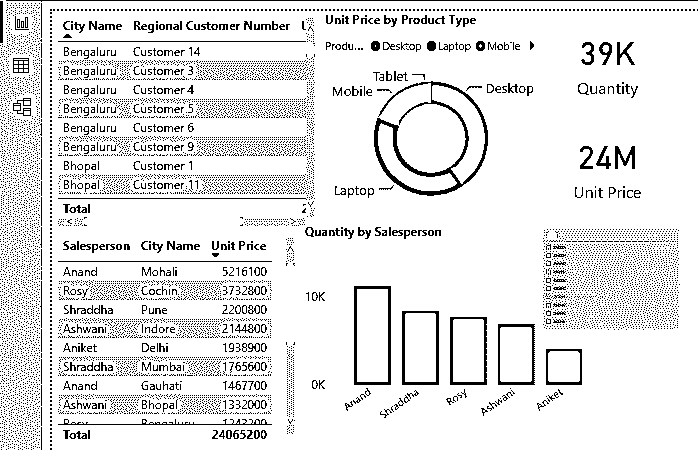 City Name Regional Customer Number
Bengaluru Customer 14
Bengaluru Customer 3
Bengaluru Customer 4
Bengaluru Customer 5
Bengaluru Customer 6
Bengaluru Customer 9
Bhopal Customer 1
Bhopal Customer 11
Total
Unit Price by Product Type
Produ... Desktop Laptop Mobile
Tablet
Mobile
Desktop
Laptop
39K
Quantity
24M
Unit Price
Salesperson City Name Unit Price
Anand Mohali 5216100
Rosy Cochin 3732800
Shraddha Pune 2200800
Ashwani Indore 2144800
Aniket Delhi 1938900
Shraddha Mumbai 1765600
Anand Gauhati 1467700
Ashwani Bhopal 1332000
Rosy Bengaluru 1243200
Total 24065200
Quantity by Salesperson
10K
0K
Anand Shraddha Rosy Ashwani Aniket